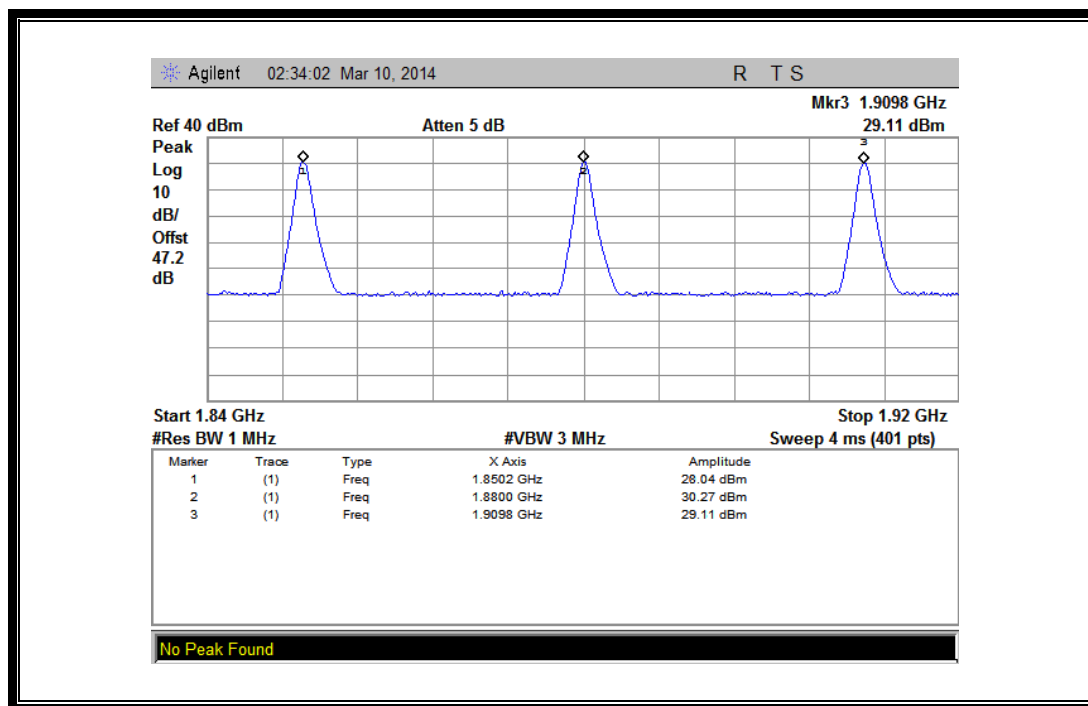 Agilent 02:34:02 Mar 10, 2014 R T S
Mkr3 1.9098 GHz
Ref 40 dBm Atten 5 dB 29.11 dBm
Peak
Log
10
dB/
Offst
47.2
dB
1 2 3
Start 1.84 GHz Stop 1.92 GHz
#Res BW 1 MHz #VBW 3 MHz Sweep 4 ms (401 pts)
Marker Trace Type X Axis Amplitude
1 (1) Freq 1.8502 GHz 28.04 dBm
2 (1) Freq 1.8800 GHz 30.27 dBm
3 (1) Freq 1.9098 GHz 29.11 dBm
No Peak Found